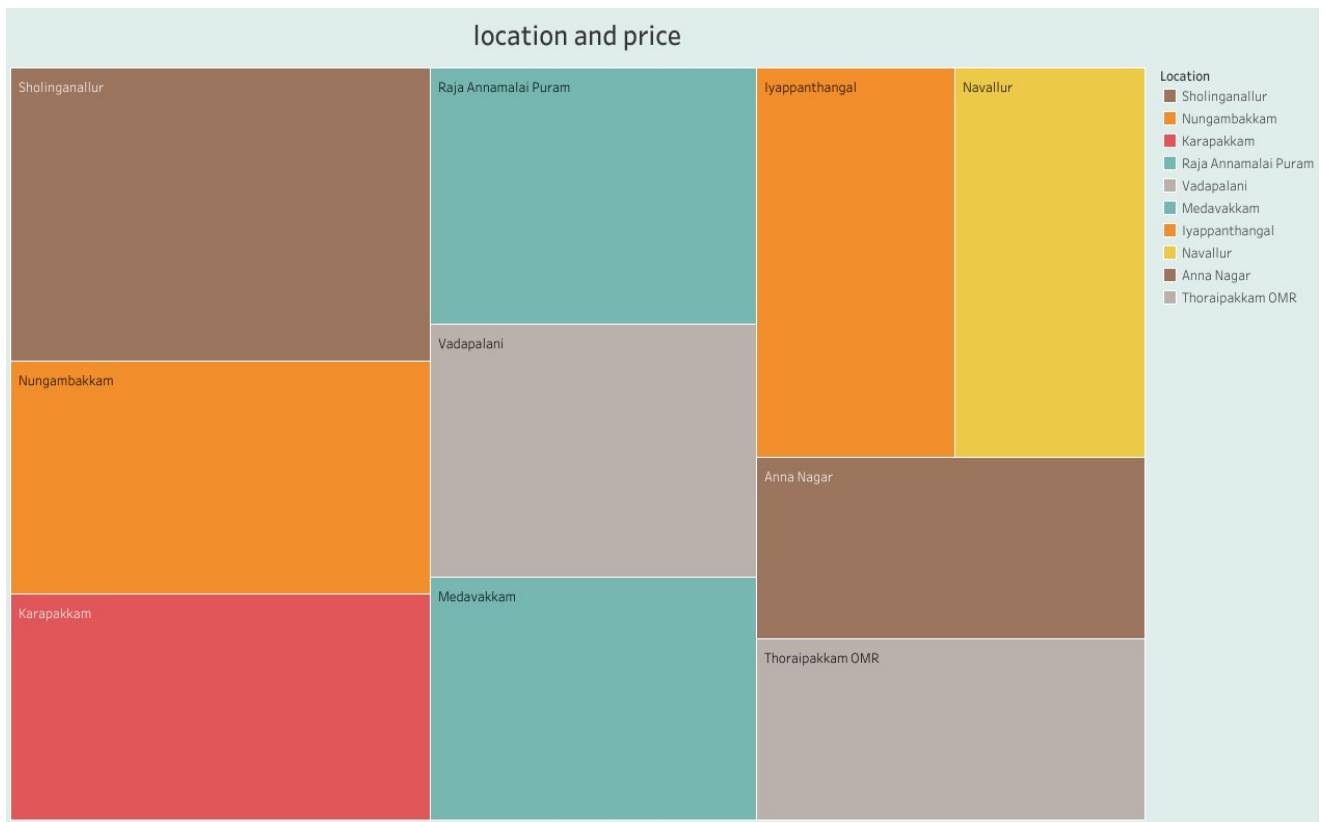 location and price
Sholinganallur
Nungambakkam
Karapakkam
Raja Annamalai Puram
Vadapalani
Medavakkam
Iyappanthangal
Navallur
Anna Nagar
Thoraipakkam OMR
Location
Sholinganallur
Nungambakkam
Karapakkam
Raja Annamalai Puram
Vadapalani
Medavakkam
Iyappanthangal
Navallur
Anna Nagar
Thoraipakkam OMR